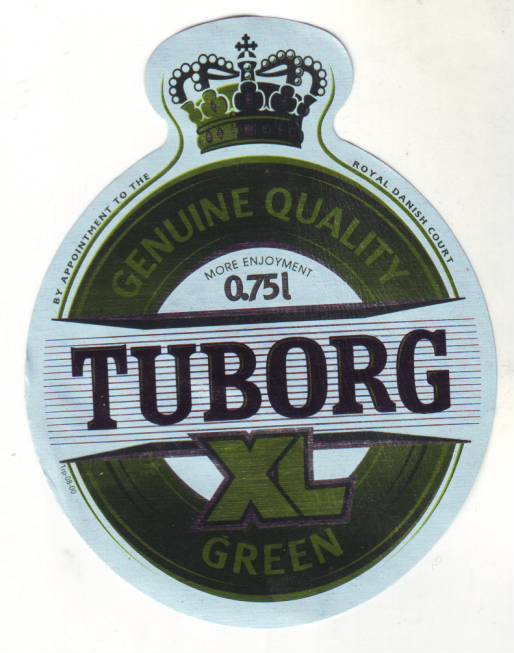 BY APPOINTMENT TO THE
ROYAL DANISH COURT
GENUINE QUALITY
MORE ENJOYMENT
0.75l
TUBORG
XL
GREEN